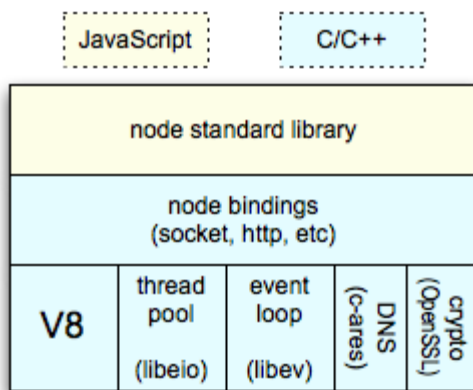 JavaScript
C/C++
node standard library
node bindings
(socket, http, etc)
V8
thread
pool
(libeio)
event
loop
(libev)
DNS
(c-ares)
crypto
(OpenSSL)